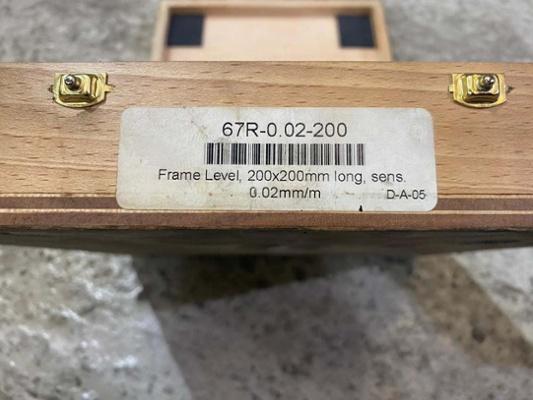 67R-0.02-200
Frame Level, 200x200mm long, sens.
0.02mm/m
D-A-05